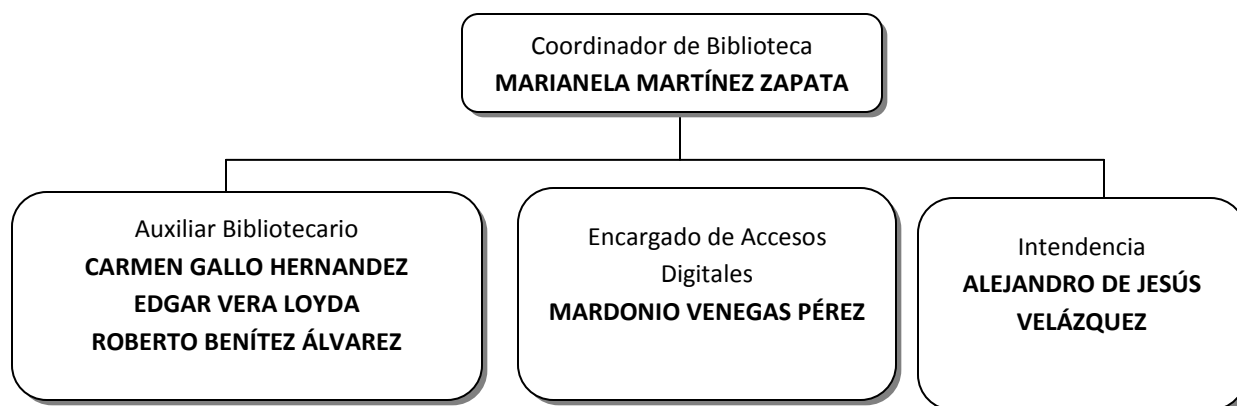 Coordinador de Biblioteca
MARIANELA MARTÍNEZ ZAPATA
Auxiliar Bibliotecario
CARMEN GALLO HERNANDEZ
EDGAR VERA LOYDA
ROBERTO BENÍTEZ ÁLVAREZ
Encargado de Accesos
Digitales
MARDONIO VENEGAS PÉREZ
Intendencia
ALEJANDRO DE JESÚS
VELÁZQUEZ